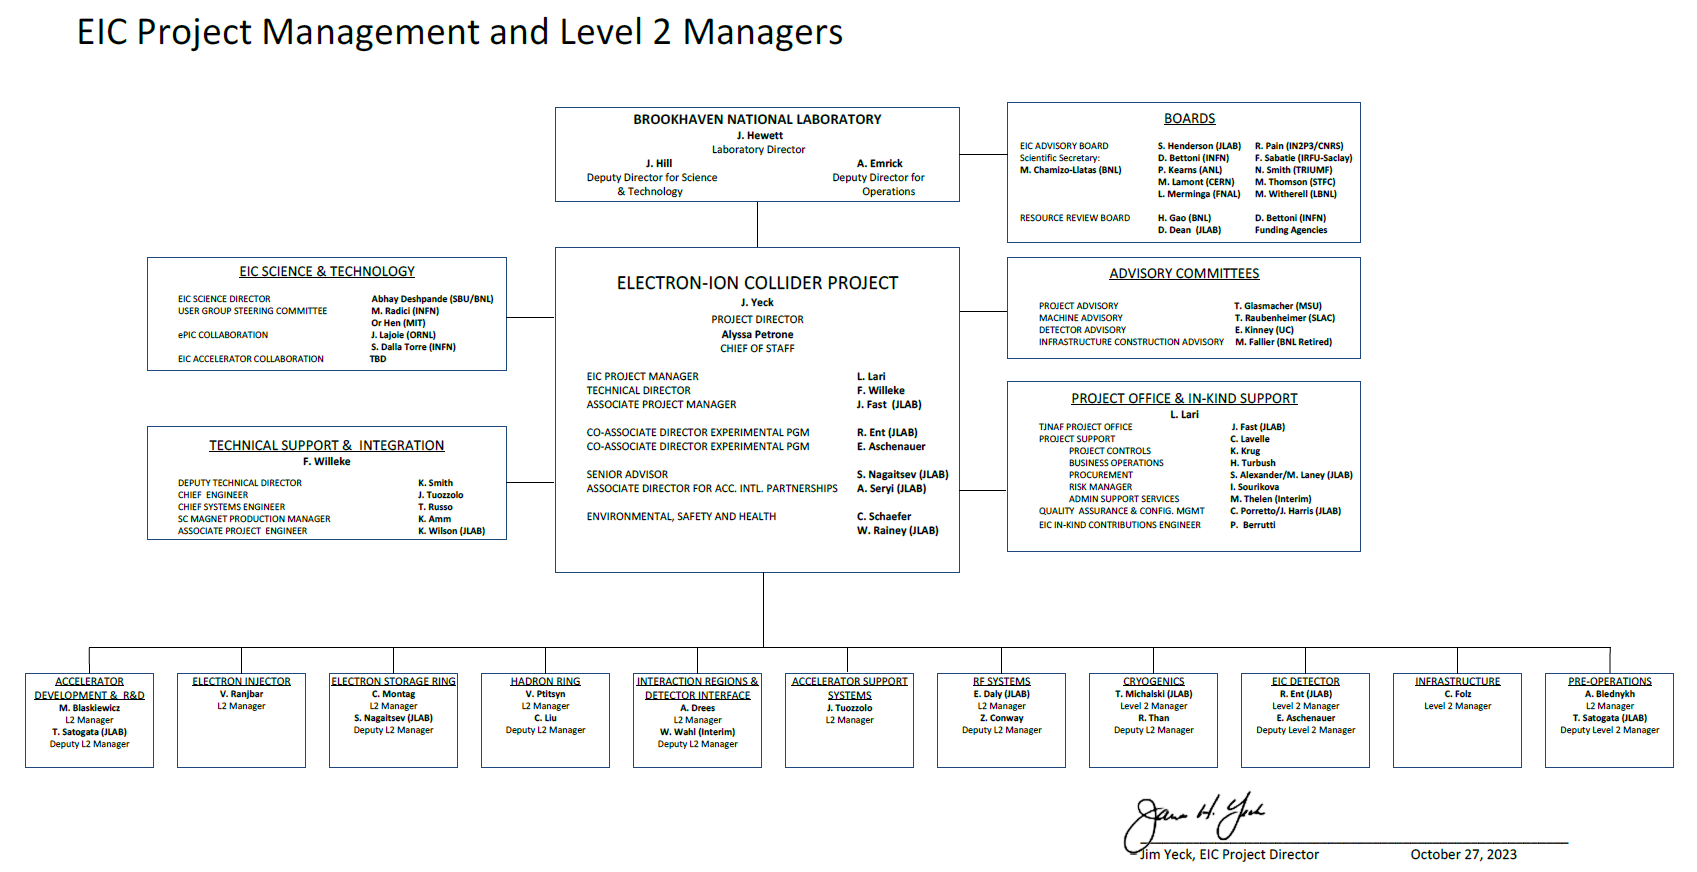 EIC Project Management and Level 2 Managers
BROOKHAVEN NATIONAL LABORATORY
J. Hewett
Laboratory Director
J. Hill
Deputy Director for Science
& Technology
A. Emrick
Deputy Director for
Operations
BOARDS
EIC ADVISORY BOARD S. Henderson (JLAB) R. Pain (IN2P3/CNRS)
Scientific Secretary: D. Bettoni (INFN) F. Sabatie (IRFU-Saclay)
M. Chamizo-Llatas (BNL) P. Kearns (ANL) N. Smith (TRIUMF)
M. Lamont (CERN) M. Thomson (STFC)
L. Merminga (FNAL) M. Witherell (LBNL)
RESOURCE REVIEW BOARD H. Gao (BNL) D. Bettoni (INFN)
D. Dean (JLAB) Funding Agencies
EIC SCIENCE & TECHNOLOGY
EIC SCIENCE DIRECTOR Abhay Deshpande (SBU/BNL)
USER GROUP STEERING COMMITTEE M. Radici (INFN)
Or Hen (MIT)
ePIC COLLABORATION J. Lajoie (ORNL)
S. Dalla Torre (INFN)
EIC ACCELERATOR COLLABORATION TBD
ELECTRON-ION COLLIDER PROJECT
J. Yeck
PROJECT DIRECTOR
Alyssa Petrone
CHIEF OF STAFF
EIC PROJECT MANAGER L. Lari
TECHNICAL DIRECTOR F. Willeke
ASSOCIATE PROJECT MANAGER J. Fast (JLAB)
CO-ASSOCIATE DIRECTOR EXPERIMENTAL PGM R. Ent (JLAB)
CO-ASSOCIATE DIRECTOR EXPERIMENTAL PGM E. Aschenauer
SENIOR ADVISOR S. Nagaitsev (JLAB)
ASSOCIATE DIRECTOR FOR ACC. INTL. PARTNERSHIPS A. Seryi (JLAB)
ENVIRONMENTAL, SAFETY AND HEALTH C. Schaefer
W. Rainey (JLAB)
ADVISORY COMMITTEES
PROJECT ADVISORY T. Glasmacher (MSU)
MACHINE ADVISORY T. Raubenheimer (SLAC)
DETECTOR ADVISORY E. Kinney (UC)
INFRASTRUCTURE CONSTRUCTION ADVISORY M. Fallier (BNL Retired)
TECHNICAL SUPPORT & INTEGRATION
F. Willeke
DEPUTY TECHNICAL DIRECTOR K. Smith
CHIEF ENGINEER J. Tuozzolo
CHIEF SYSTEMS ENGINEER T. Russo
SC MAGNET PRODUCTION MANAGER K. Amm
ASSOCIATE PROJECT ENGINEER K. Wilson (JLAB)
PROJECT OFFICE & IN-KIND SUPPORT
L. Lari
TJNAF PROJECT OFFICE J. Fast (JLAB)
PROJECT SUPPORT C. Lavelle
PROJECT CONTROLS K. Krug
BUSINESS OPERATIONS H. Turbush
PROCUREMENT S. Alexander/M. Laney (JLAB)
RISK MANAGER I. Sourikova
ADMIN SUPPORT SERVICES M. Thelen (Interim)
QUALITY ASSURANCE & CONFIG. MGMT C. Porretto/J. Harris (JLAB)
EIC IN-KIND CONTRIBUTIONS ENGINEER P. Berrutti
ACCELERATOR
DEVELOPMENT & R&D
M. Blaskiewicz
L2 Manager
T. Satogata (JLAB)
Deputy L2 Manager
ELECTRON INJECTOR
V. Ranjbar
L2 Manager
ELECTRON STORAGE RING
C. Montag
L2 Manager
S. Nagaitsev (JLAB)
Deputy L2 Manager
HADRON RING
V. Ptitsyn
L2 Manager
C. Liu
Deputy L2 Manager
INTERACTION REGIONS &
DETECTOR INTERFACE
A. Drees
L2 Manager
W. Wahl (Interim)
Deputy L2 Manager
ACCELERATOR SUPPORT
SYSTEMS
J. Tuozzolo
L2 Manager
RF SYSTEMS
E. Daly (JLAB)
L2 Manager
Z. Conway
Deputy L2 Manager
CRYOGENICS
T. Michalski (JLAB)
Level 2 Manager
R. Than
Deputy L2 Manager
EIC DETECTOR
R. Ent (JLAB)
Level 2 Manager
E. Aschenauer
Deputy Level 2 Manager
INFRASTRUCTURE
C. Folz
Level 2 Manager
PRE-OPERATIONS
A. Blednykh
L2 Manager
T. Satogata (JLAB)
Deputy Level 2 Manager
James H. Yeck
Jim Yeck, EIC Project Director October 27, 2023